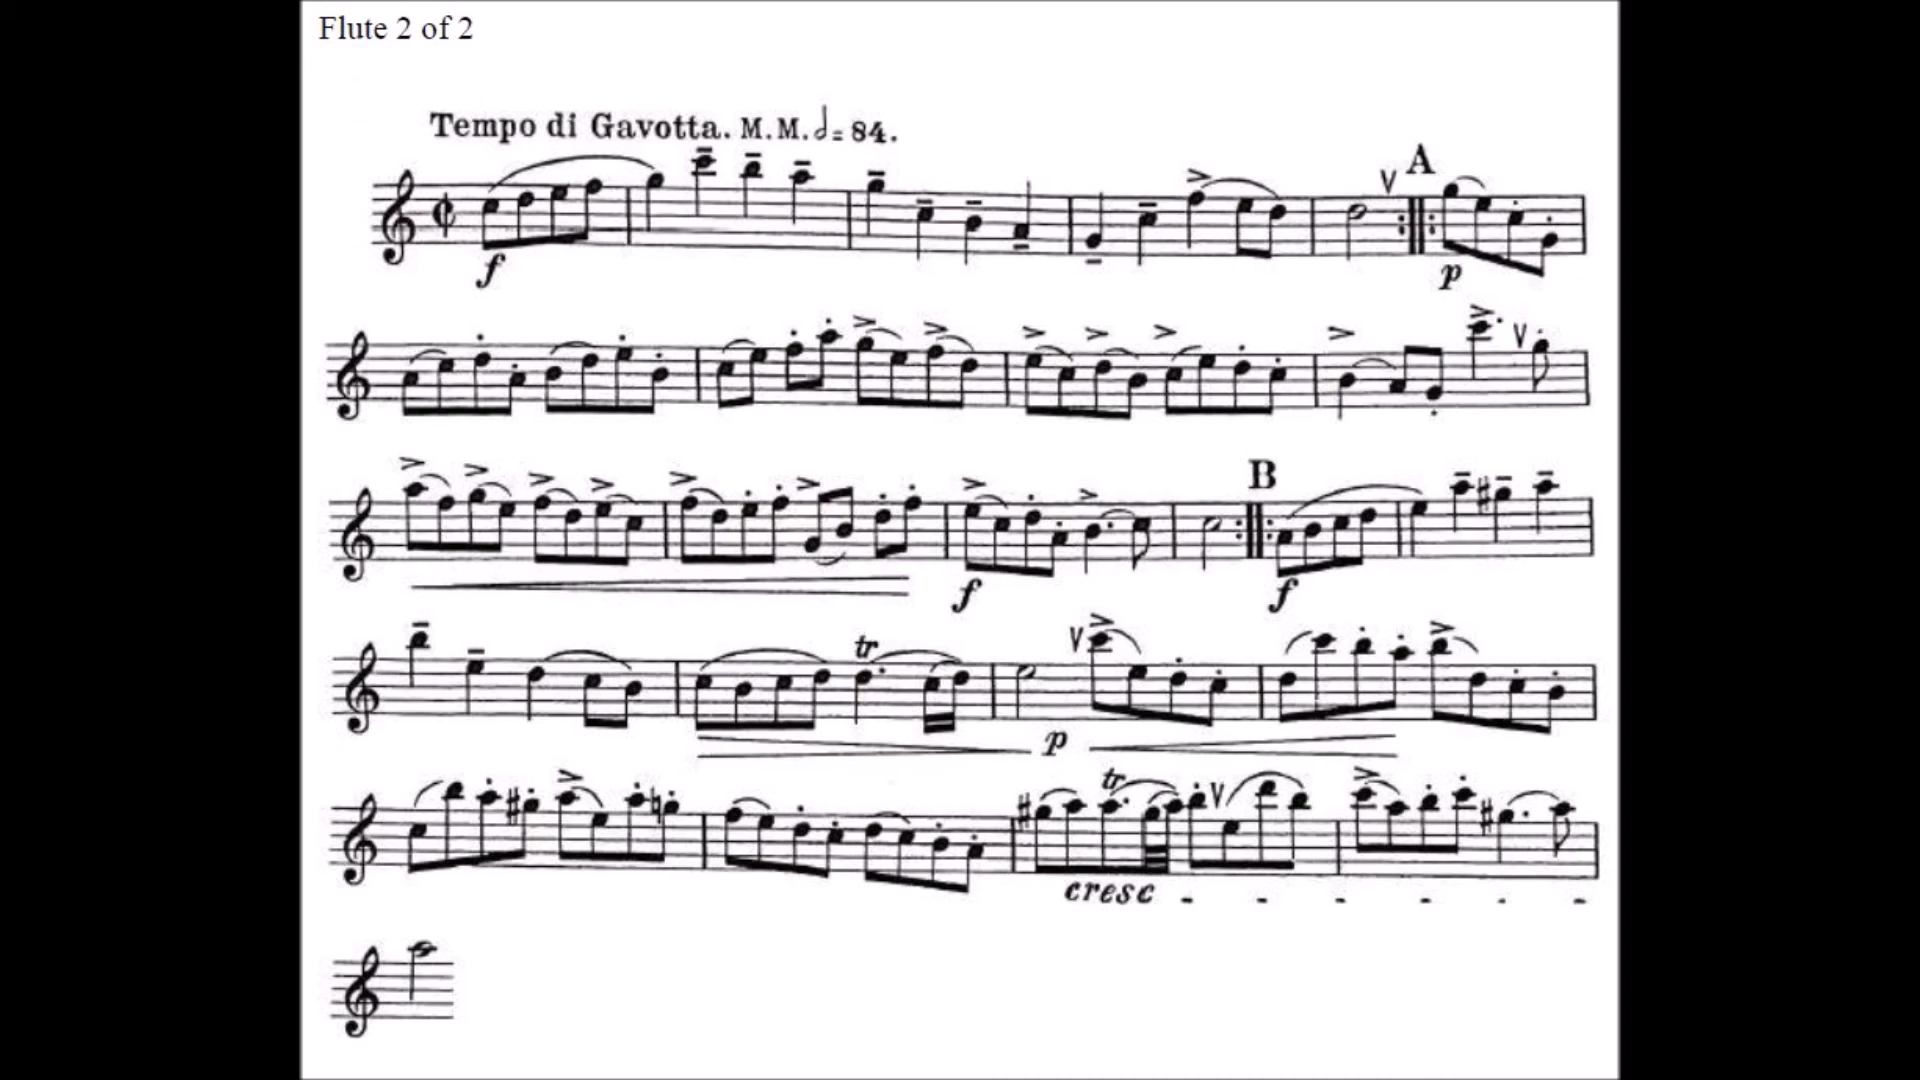 Flute 2 of 2
Tempo di Gavotta. M.M. 𝅗𝅥 = 84.
A
f
p
B
f
f
tr
p
tr
cresc - - - - - -